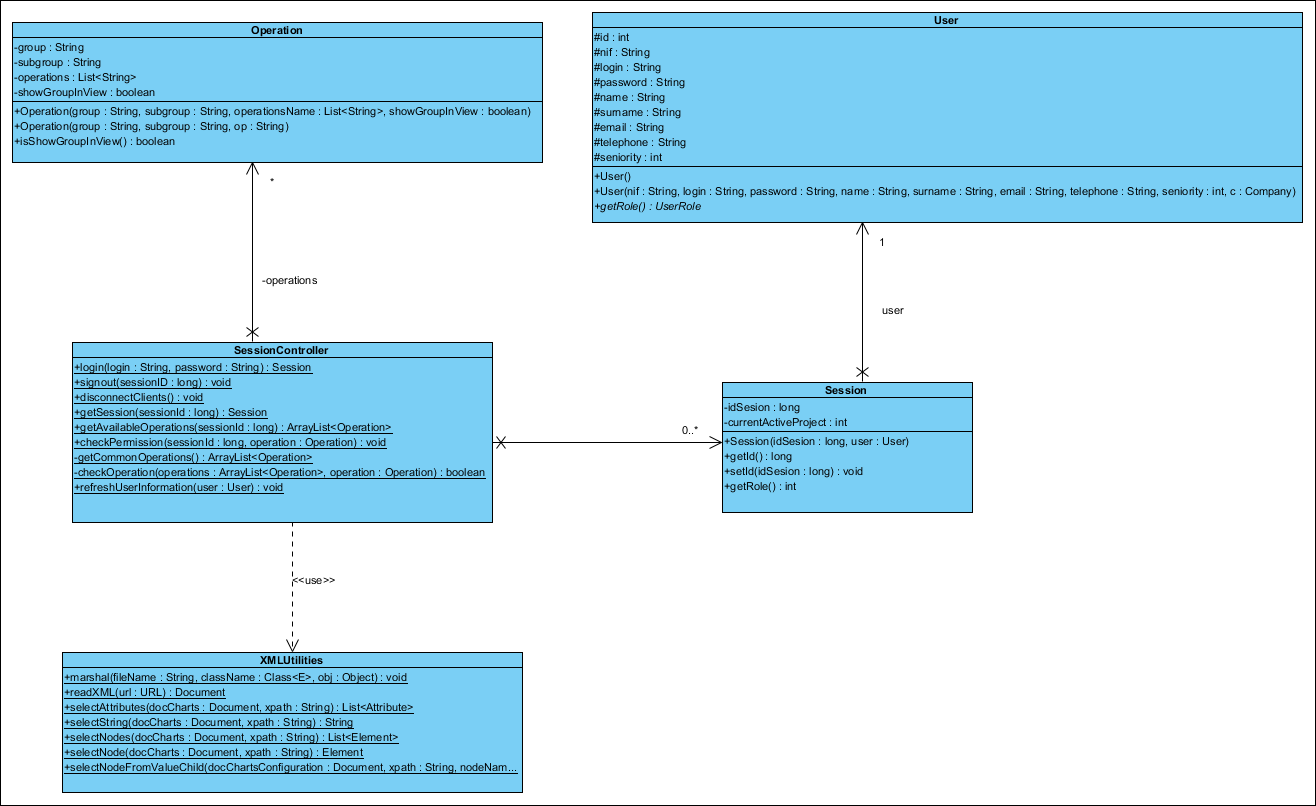 Operation
-group : String
-subgroup : String
-operations : List<String>
-showGroupInView : boolean
+Operation(group : String, subgroup : String, operationsName : List<String>, showGroupInView : boolean)
+Operation(group : String, subgroup : String, op : String)
+isShowGroupInView() : boolean
User
#id : int
#nif : String
#login : String
#password : String
#name : String
#surname : String
#email : String
#telephone : String
#seniority : int
+User()
+User(nif : String, login : String, password : String, name : String, surname : String, email : String, telephone : String, seniority : int, c : Company)
+getRole() : UserRole
*
-operations
1
user
SessionController
+login(login : String, password : String) : Session
+signout(sessionID : long) : void
+disconnectClients() : void
+getSession(sessionId : long) : Session
+getAvailableOperations(sessionId : long) : ArrayList<Operation>
+checkPermission(sessionId : long, operation : Operation) : void
-getCommonOperations() : ArrayList<Operation>
-checkOperation(operations : ArrayList<Operation>, operation : Operation) : boolean
+refreshUserInformation(user : User) : void
0..*
Session
-idSesion : long
-currentActiveProject : int
+Session(idSesion : long, user : User)
+getId() : long
+setId(idSesion : long) : void
+getRole() : int
<<use>>
XMLUtilities
+marshal(fileName : String, className : Class<E>, obj : Object) : void
+readXML(url : URL) : Document
+selectAttributes(docCharts : Document, xpath : String) : List<Attribute>
+selectString(docCharts : Document, xpath : String) : String
+selectNodes(docCharts : Document, xpath : String) : List<Element>
+selectNode(docCharts : Document, xpath : String) : Element
+selectNodeFromValueChild(docChartsConfiguration : Document, xpath : String, nodeNam...